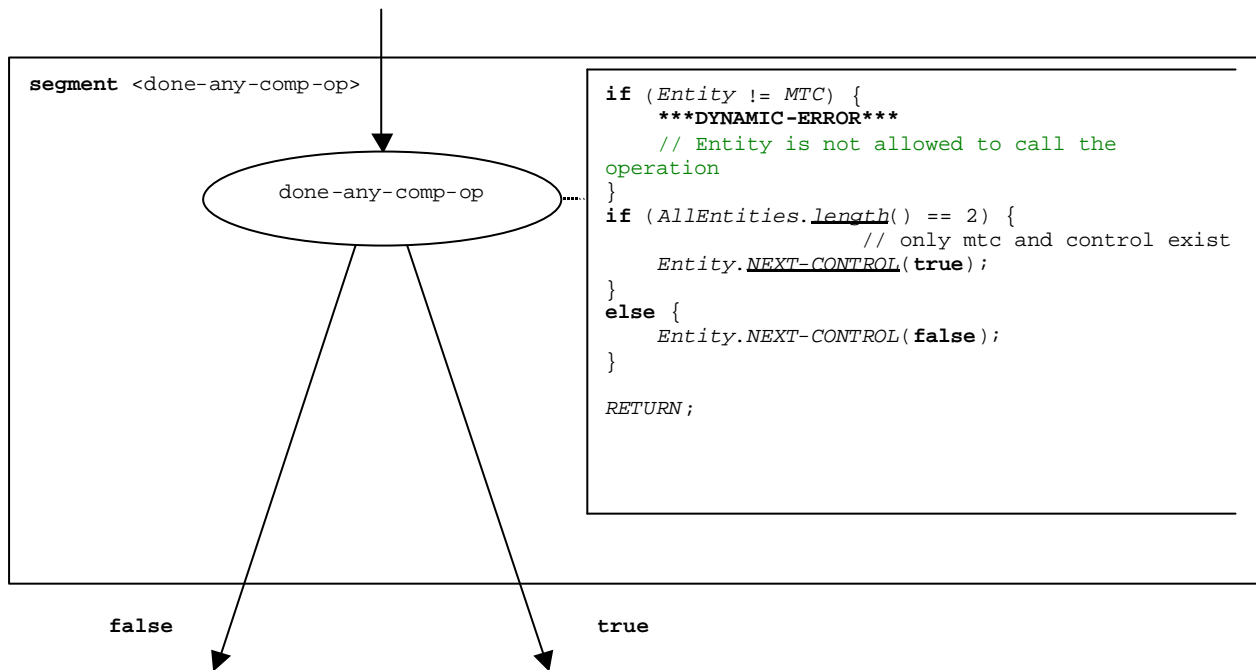 segment <done-any-comp-op>
done-any-comp-op
if (Entity != MTC) {
***DYNAMIC-ERROR***
// Entity is not allowed to call the
operation
}
if (AllEntities.length() == 2) {
// only mtc and control exist
Entity.NEXT-CONTROL(true);
}
else {
Entity.NEXT-CONTROL(false);
}
RETURN;
false
true